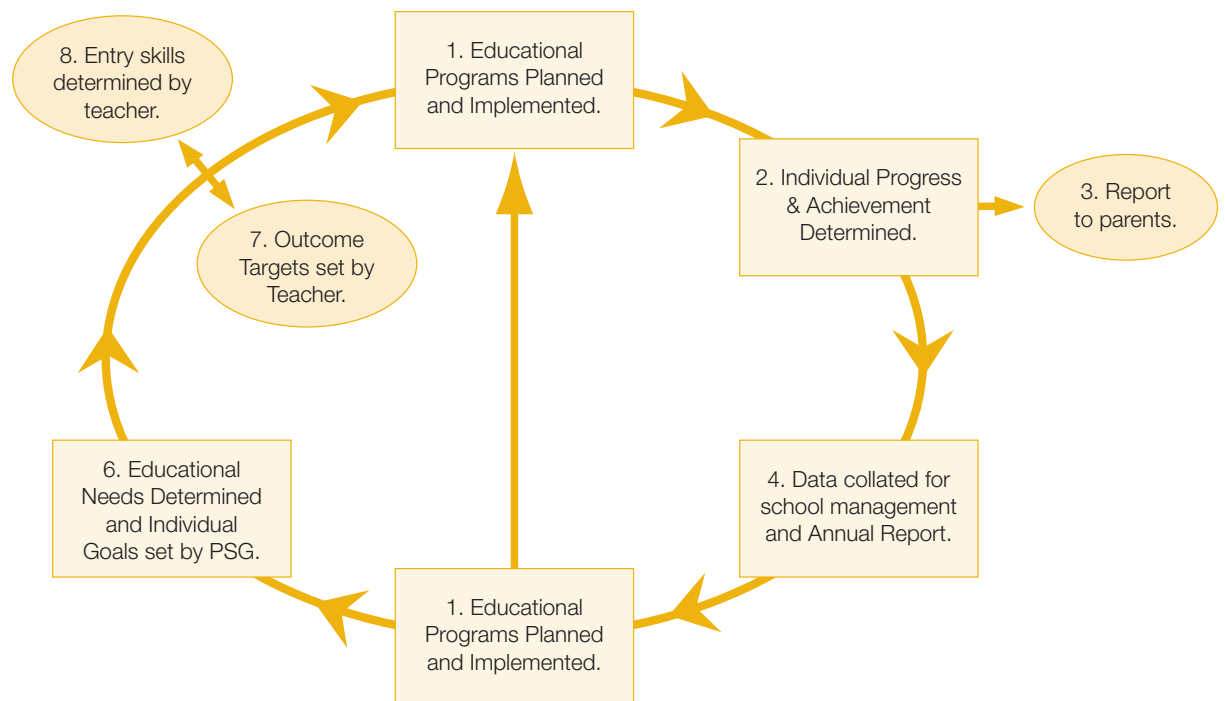 1. Educational
Programs Planned
and Implemented.
2. Individual Progress
& Achievement
Determined.
3. Report
to parents.
4. Data collated for
school management
and Annual Report.
1. Educational
Programs Planned
and Implemented.
6. Educational
Needs Determined
and Individual
Goals set by PSG.
7. Outcome
Targets set by
Teacher.
8. Entry skills
determined by
teacher.